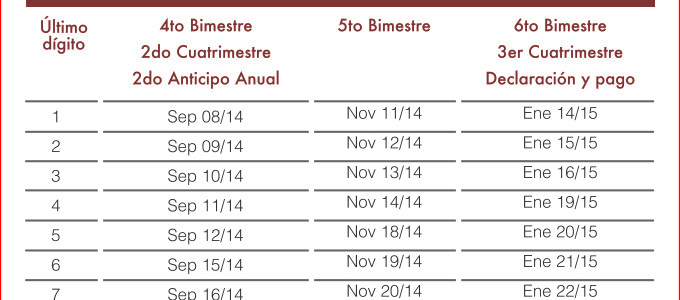 Último dígito 4to Bimestre 5to Bimestre 6to Bimestre
2do Cuatrimestre 3er Cuatrimestre
2do Anticipo Anual Declaración y pago
1 Sep 08/14 Nov 11/14 Ene 14/15
2 Sep 09/14 Nov 12/14 Ene 15/15
3 Sep 10/14 Nov 13/14 Ene 16/15
4 Sep 11/14 Nov 14/14 Ene 19/15
5 Sep 12/14 Nov 18/14 Ene 20/15
6 Sep 15/14 Nov 19/14 Ene 21/15
7 Sep 16/14 Nov 20/14 Ene 22/15